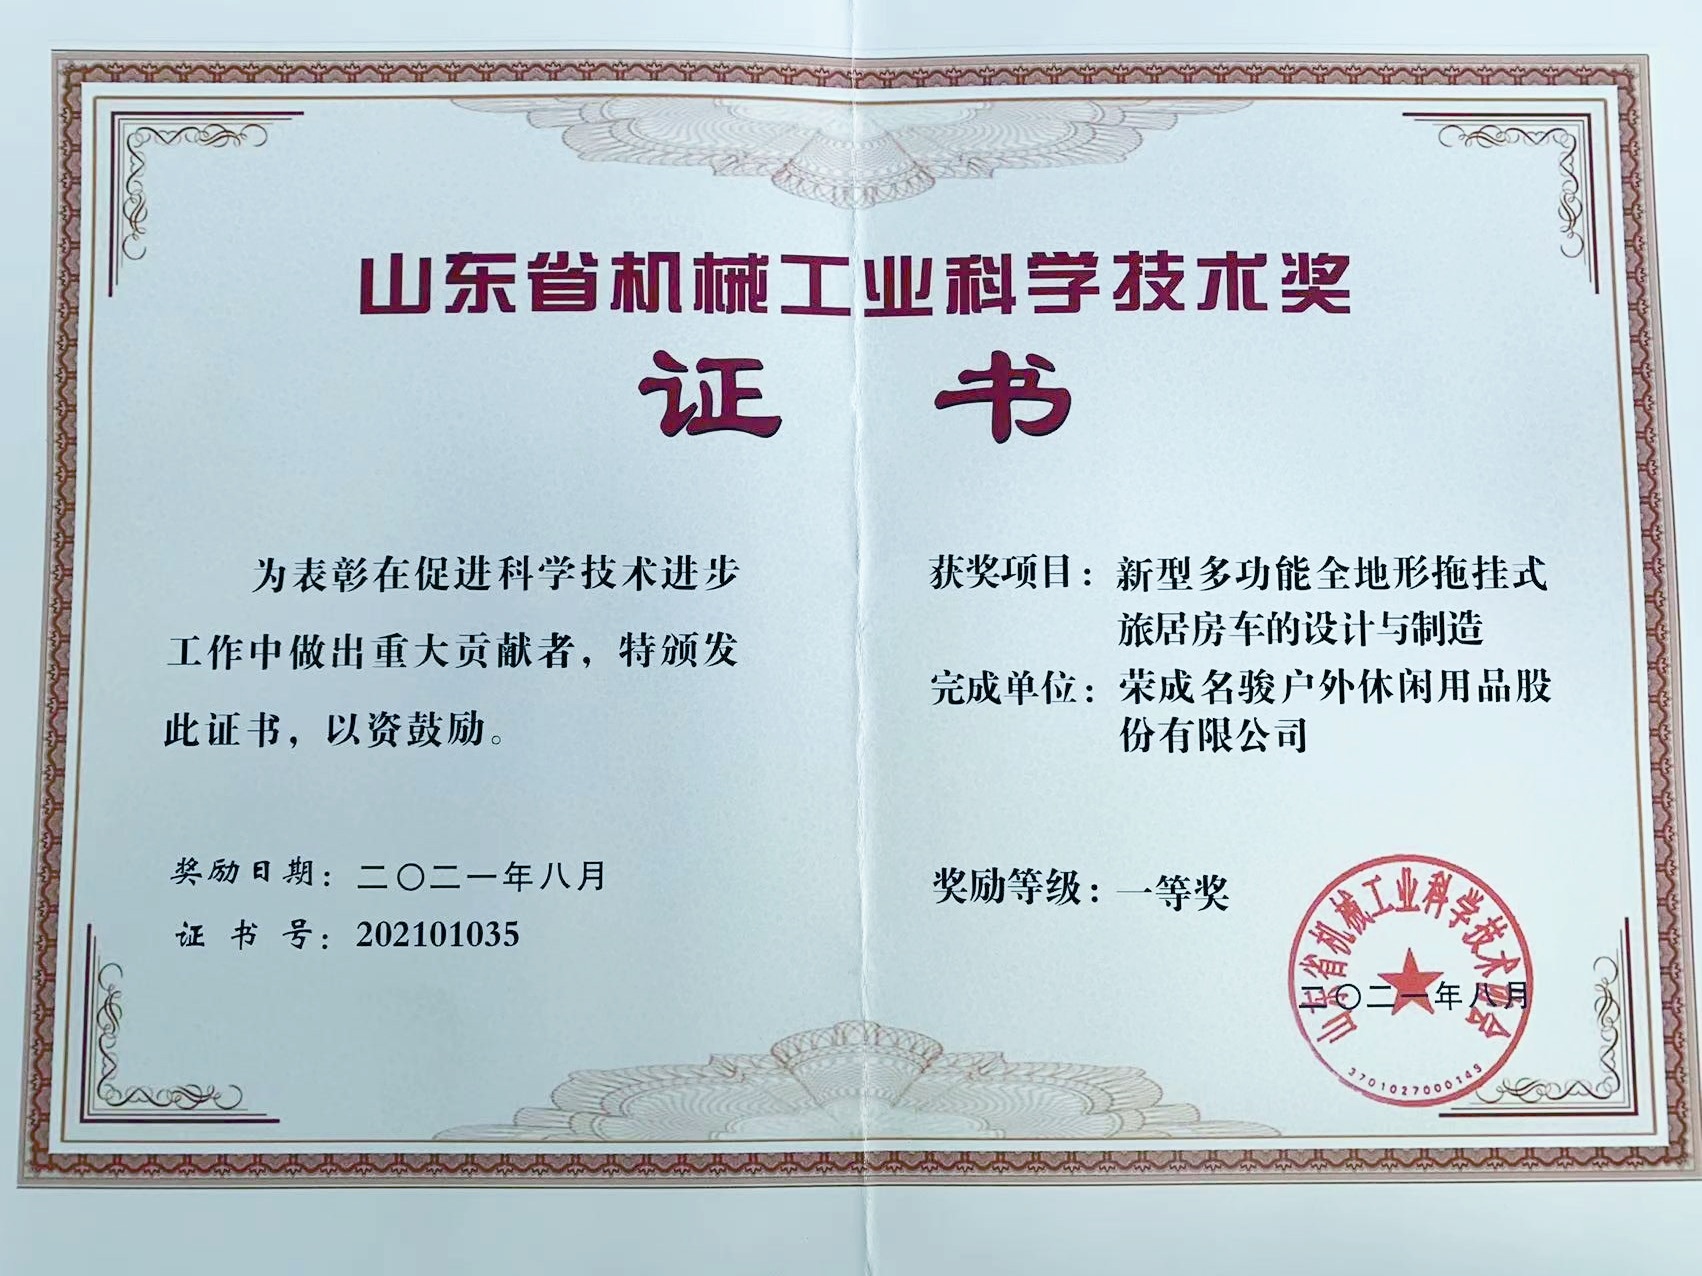 山东省机械工业科学技术奖
证书
为表彰在促进科学技术进步
工作中做出重大贡献者，特颁发
此证书，以资鼓励。
奖励日期：二〇二一年八月
证书号：202101035
获奖项目：新型多功能全地形拖挂式
旅居房车的设计与制造
完成单位：荣成名骏户外休闲用品股
份有限公司
奖励等级：一等奖
山东省机械工业科学技术协会
二〇二一年八月
3701027000143